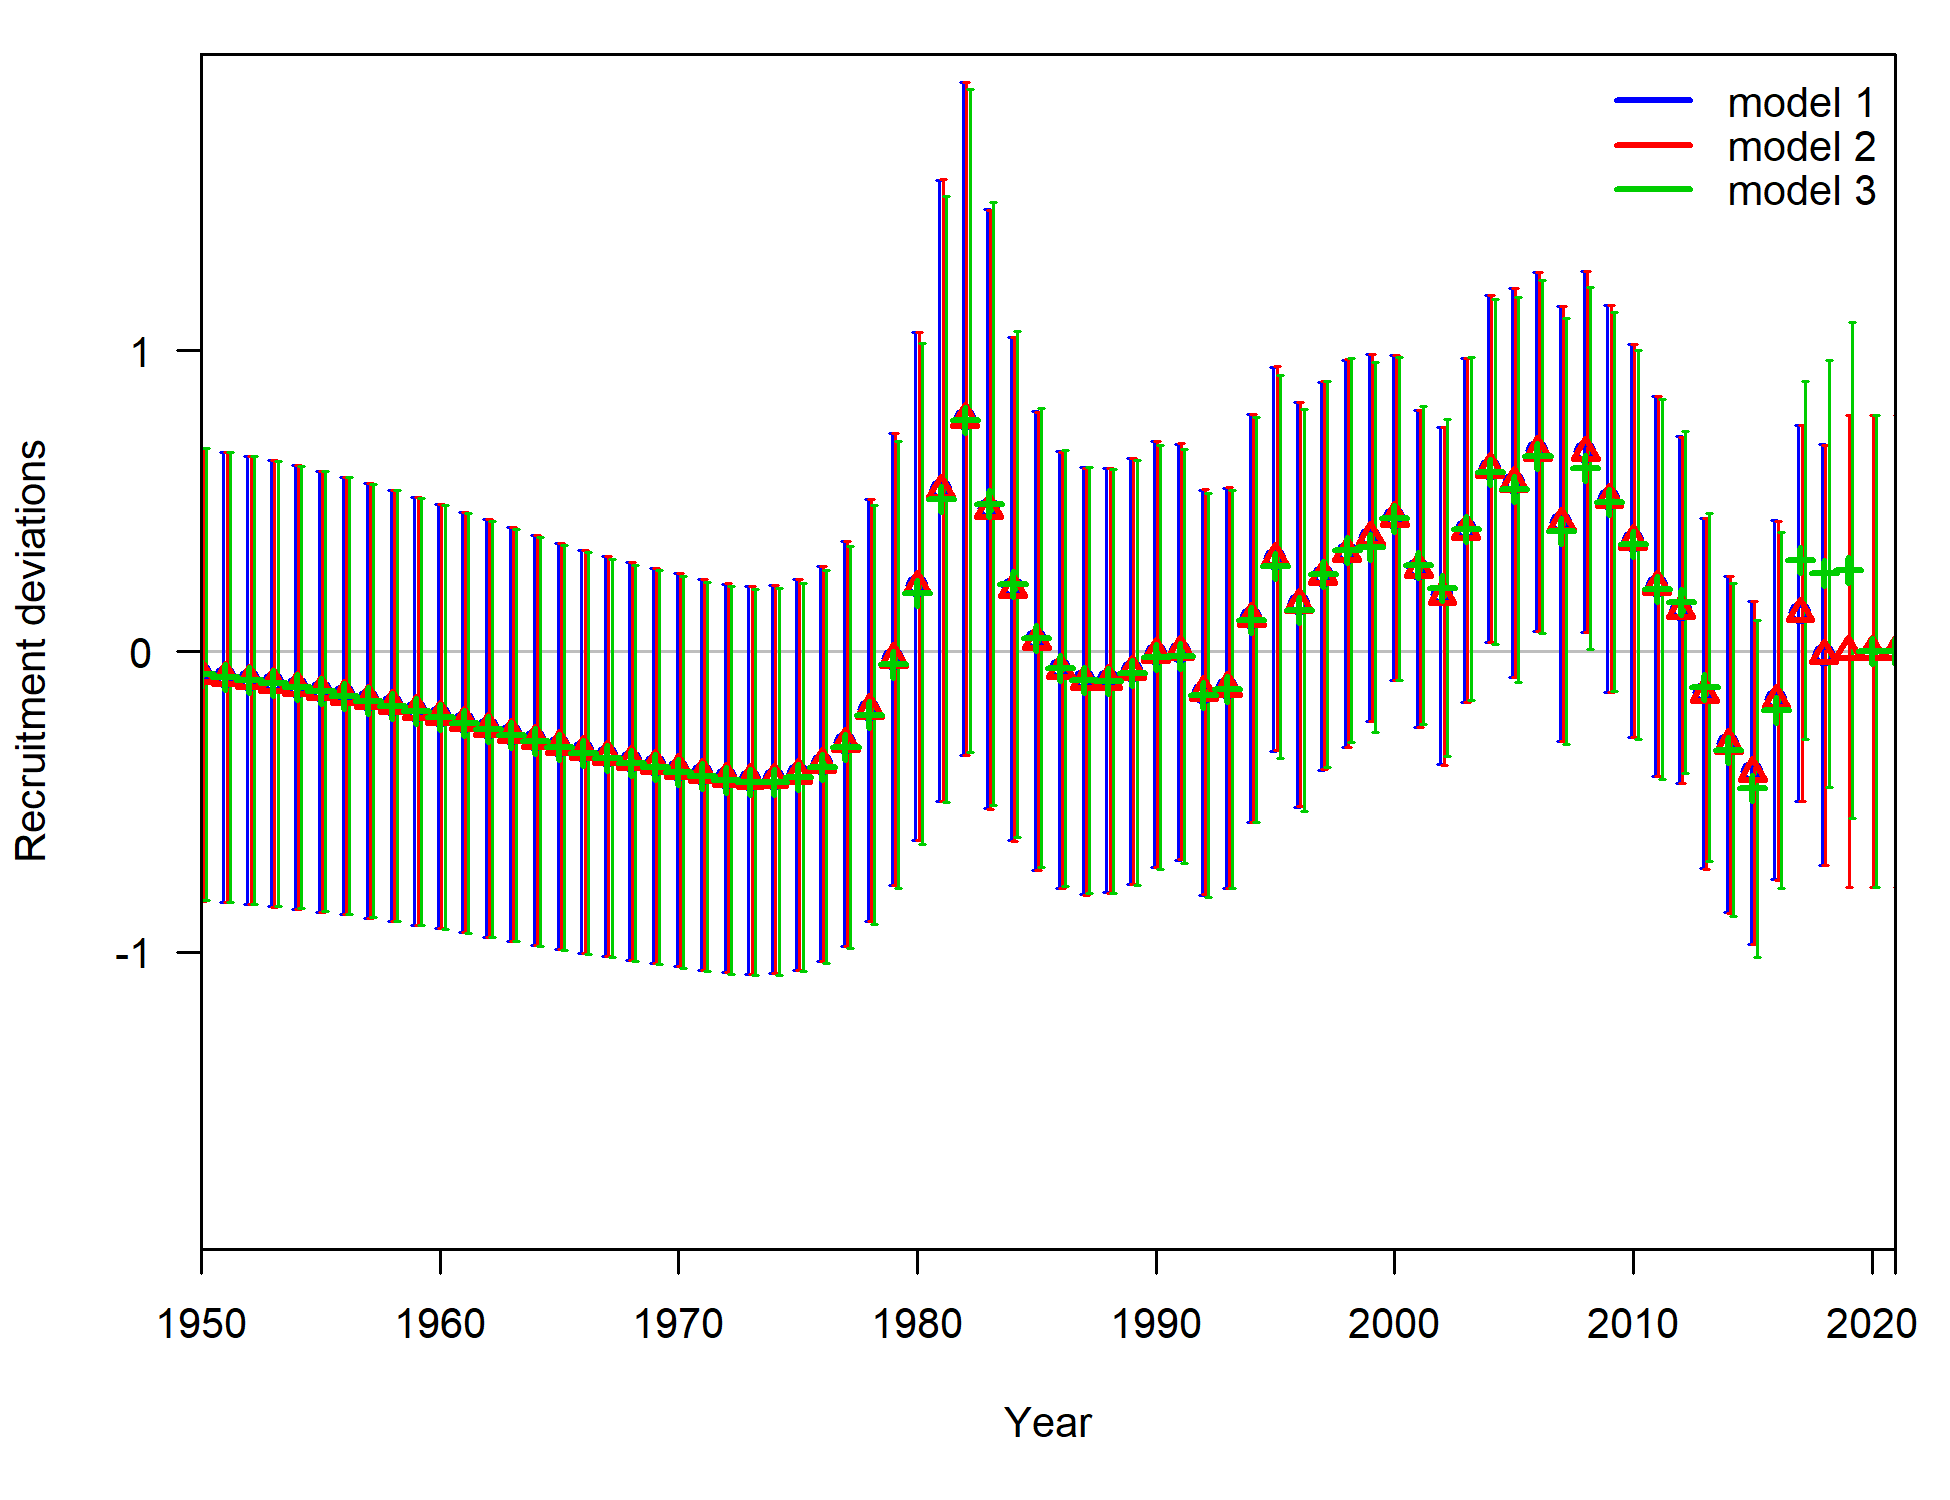 model 1
model 2
model 3
Recruitment deviations
1
0
-1
1950 1960 1970 1980 1990 2000 2010 2020
Year